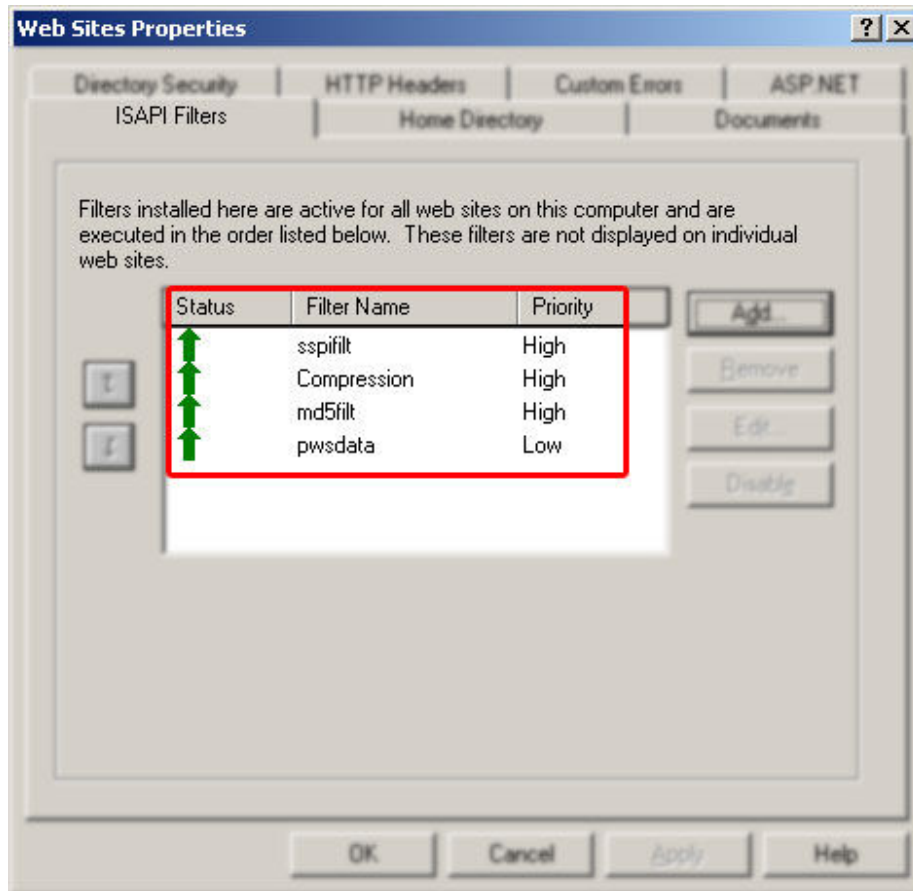 Web Sites Properties
Directory Security HTTP Headers Custom Errors ASP.NET
ISAPI Filters Home Directory Documents
Filters installed here are active for all web sites on this computer and are
executed in the order listed below. These filters are not displayed on individual
web sites.
Status Filter Name Priority
sspifilt High
Compression High
md5filt High
pwsdata Low
Add...
Remove
Edit...
Disable
OK Cancel Apply Help